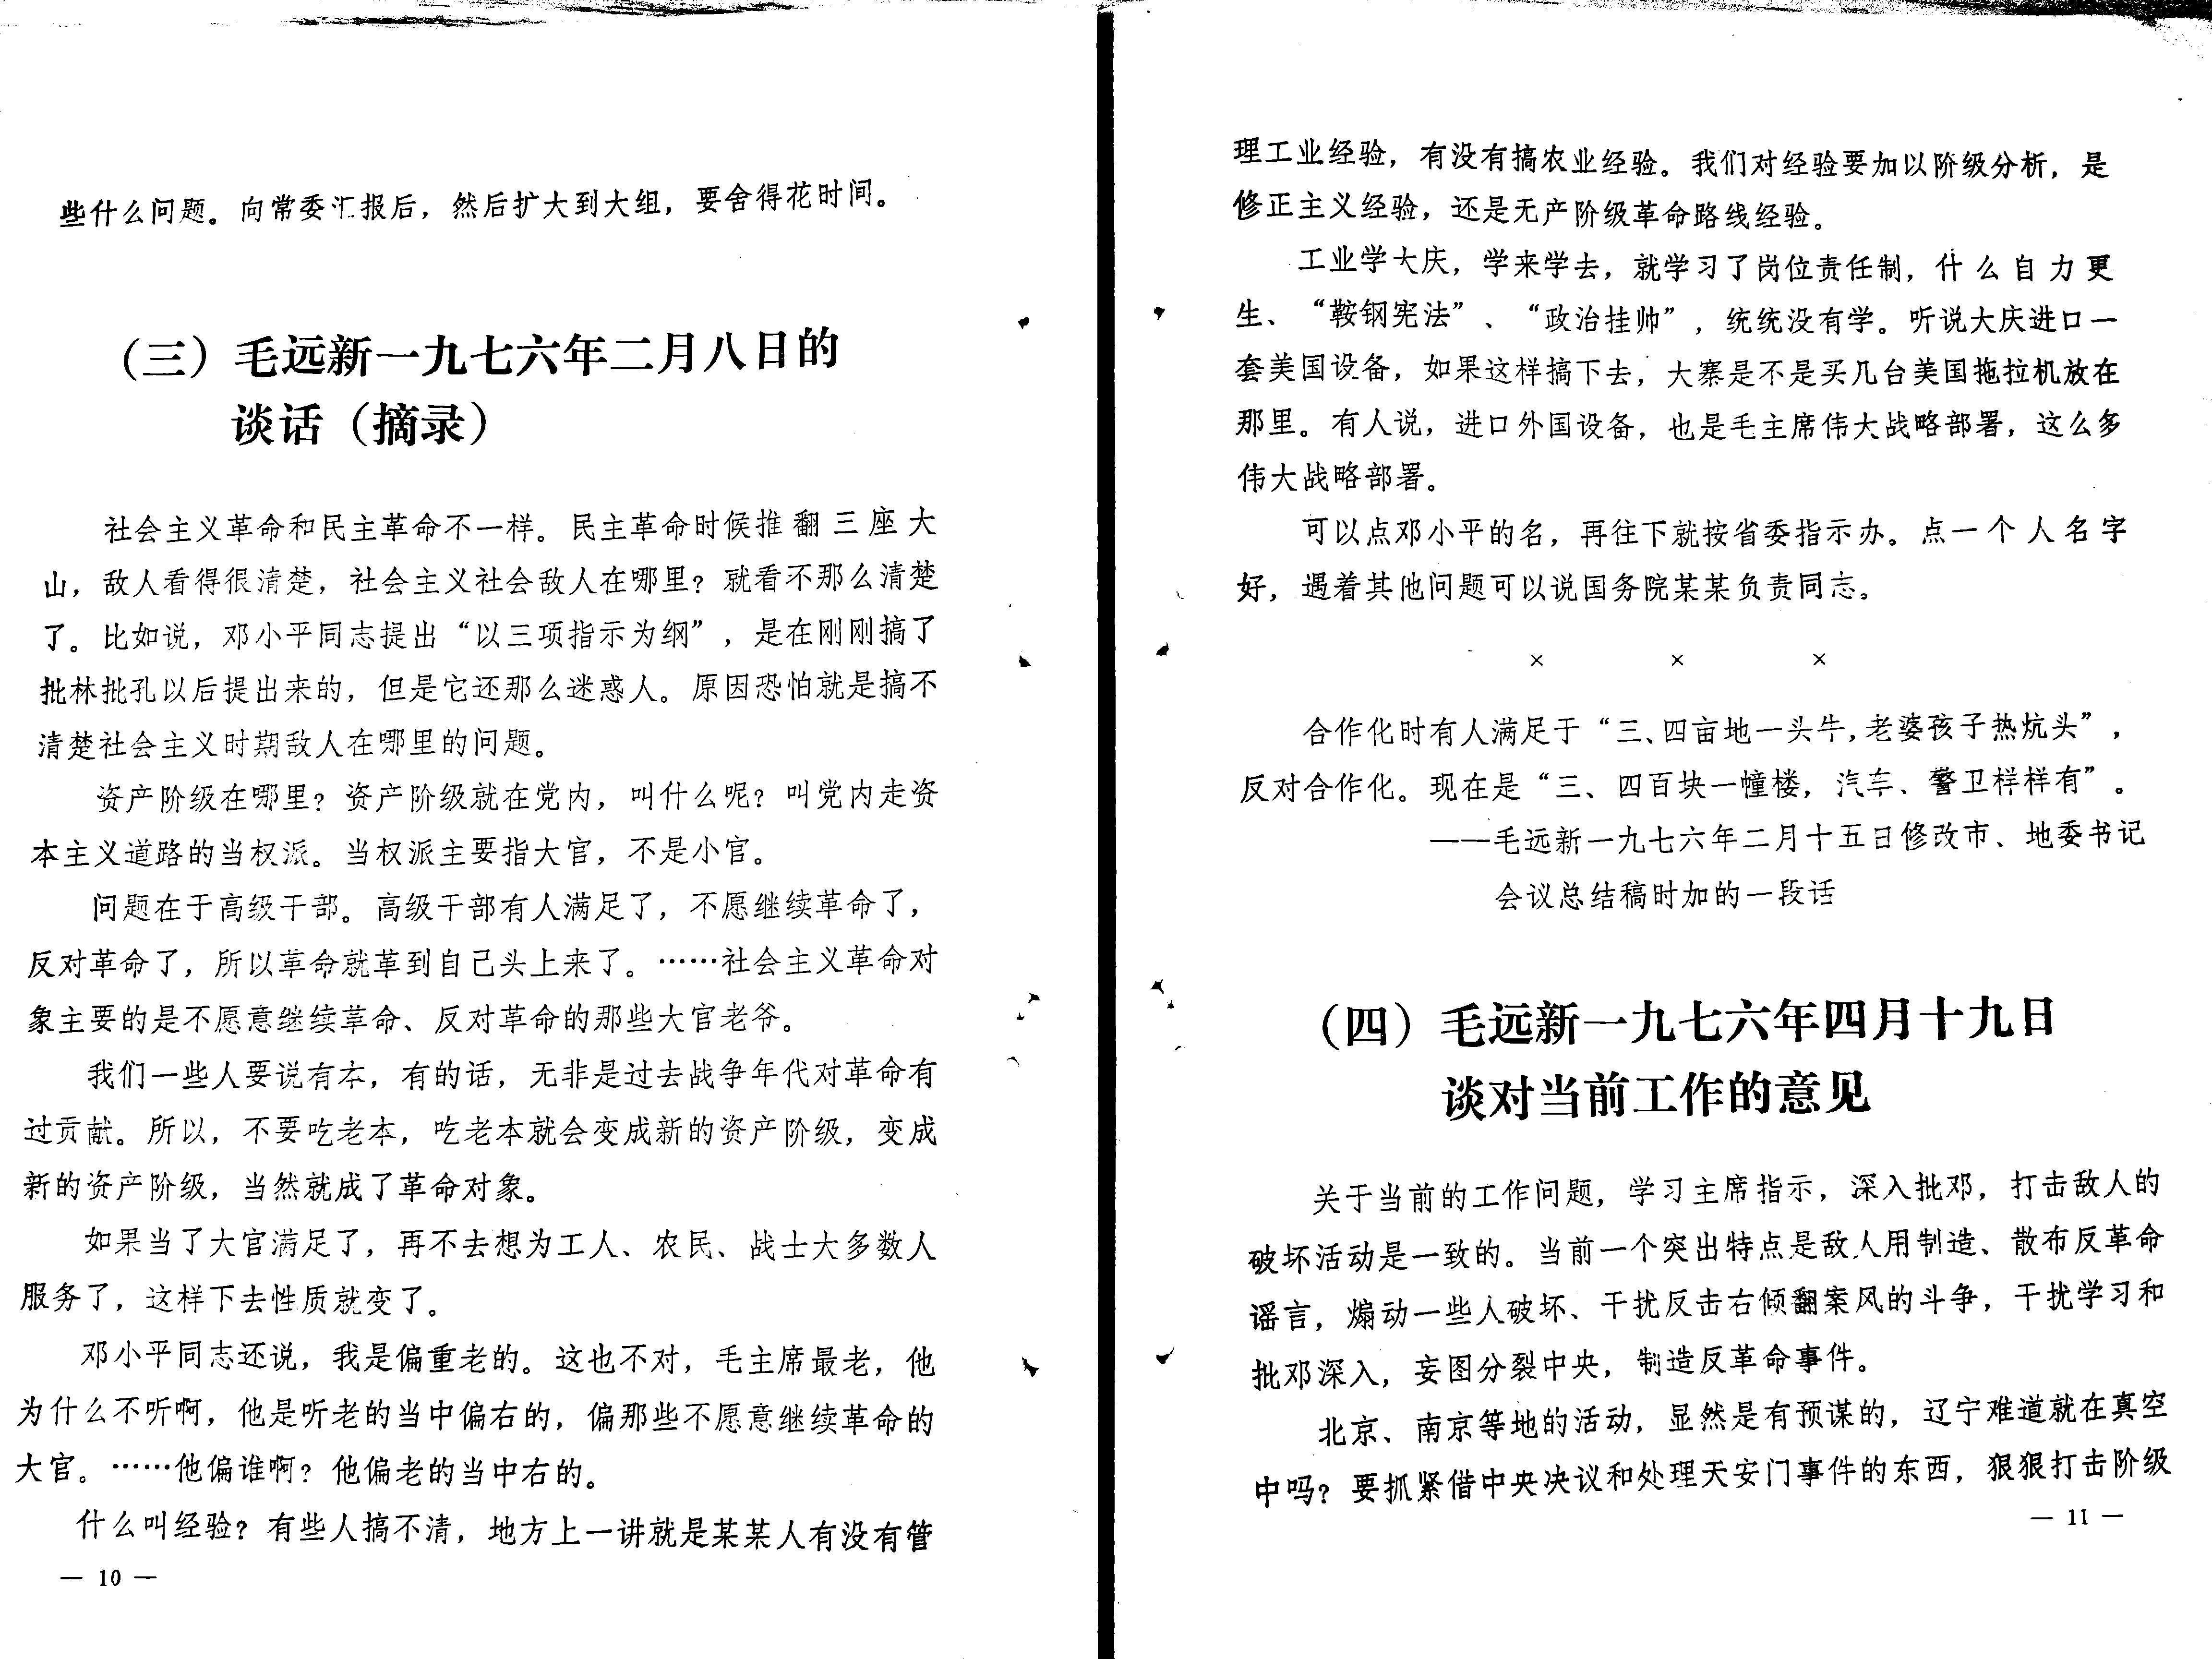 些什么问题。向常委汇报后，然后扩大到大组，要舍得花时间。
（三）毛远新一九七六年二月八日的
谈话（摘录）
社会主义革命和民主革命不一样。民主革命时候推翻三座大
山，敌人看得很清楚，社会主义社会敌人在哪里？就看不那么清楚
了。比如说，邓小平同志提出“以三项指示为纲”，是在刚刚搞了
批林批孔以后提出来的，但是它还那么迷惑人。原因恐怕就是搞不
清楚社会主义时期敌人在哪里的问题。
资产阶级在哪里？资产阶级就在党内，叫什么呢？叫党内走资
本主义道路的当权派。当权派主要指大官，不是小官。
问题在于高级干部。高级干部有人满足了，不愿继续革命了，
反对革命了，所以革命就革到自己头上来了。……社会主义革命对
象主要的是不愿意继续革命、反对革命的那些大官老爷。
我们一些人要说有本，有的话，无非是过去战争年代对革命有
过贡献。所以，不要吃老本，吃老本就会变成新的资产阶级，变成
新的资产阶级，当然就成了革命对象。
如果当了大官满足了，再不去想为工人、农民、战士大多数人
服务了，这样下去性质就变了。
邓小平同志还说，我是偏重老的。这也不对，毛主席最老，他
为什么不听啊，他是听老的当中偏右的，偏那些不愿意继续革命的
大官。……他偏谁啊？他偏老的当中右的。
什么叫经验？有些人搞不清，地方上一讲就是某某人有没有管
— 10 —
理工业经验，有没有搞农业经验。我们对经验要加以阶级分析，是
修正主义经验，还是无产阶级革命路线经验。
工业学大庆，学来学去，就学习了岗位责任制，什么自力更
生、“鞍钢宪法”、“政治挂帅”，统统没有学。听说大庆进口一
套美国设备，如果这样搞下去，大寨是不是买几台美国拖拉机放在
那里。有人说，进口外国设备，也是毛主席伟大战略部署，这么多
伟大战略部署。
可以点邓小平的名，再往下就按省委指示办。点一个人名字
好，遇着其他问题可以说国务院某某负责同志。
× × ×
合作化时有人满足于“三、四亩地一头牛，老婆孩子热炕头”，
反对合作化。现在是“三、四百块一幢楼，汽车、警卫样样有”。
——毛远新一九七六年二月十五日修改市、地委书记
会议总结稿时加的一段话
（四）毛远新一九七六年四月十九日
谈对当前工作的意见
关于当前的工作问题，学习主席指示，深入批邓，打击敌人的
破坏活动是一致的。当前一个突出特点是敌人用制造、散布反革命
谣言，煽动一些人破坏、干扰反击右倾翻案风的斗争，干扰学习和
批邓深入，妄图分裂中央，制造反革命事件。
北京、南京等地的活动，显然是有预谋的，辽宁难道就在真空
中吗？要抓紧借中央决议和处理天安门事件的东西，狠狠打击阶级
— 11 —